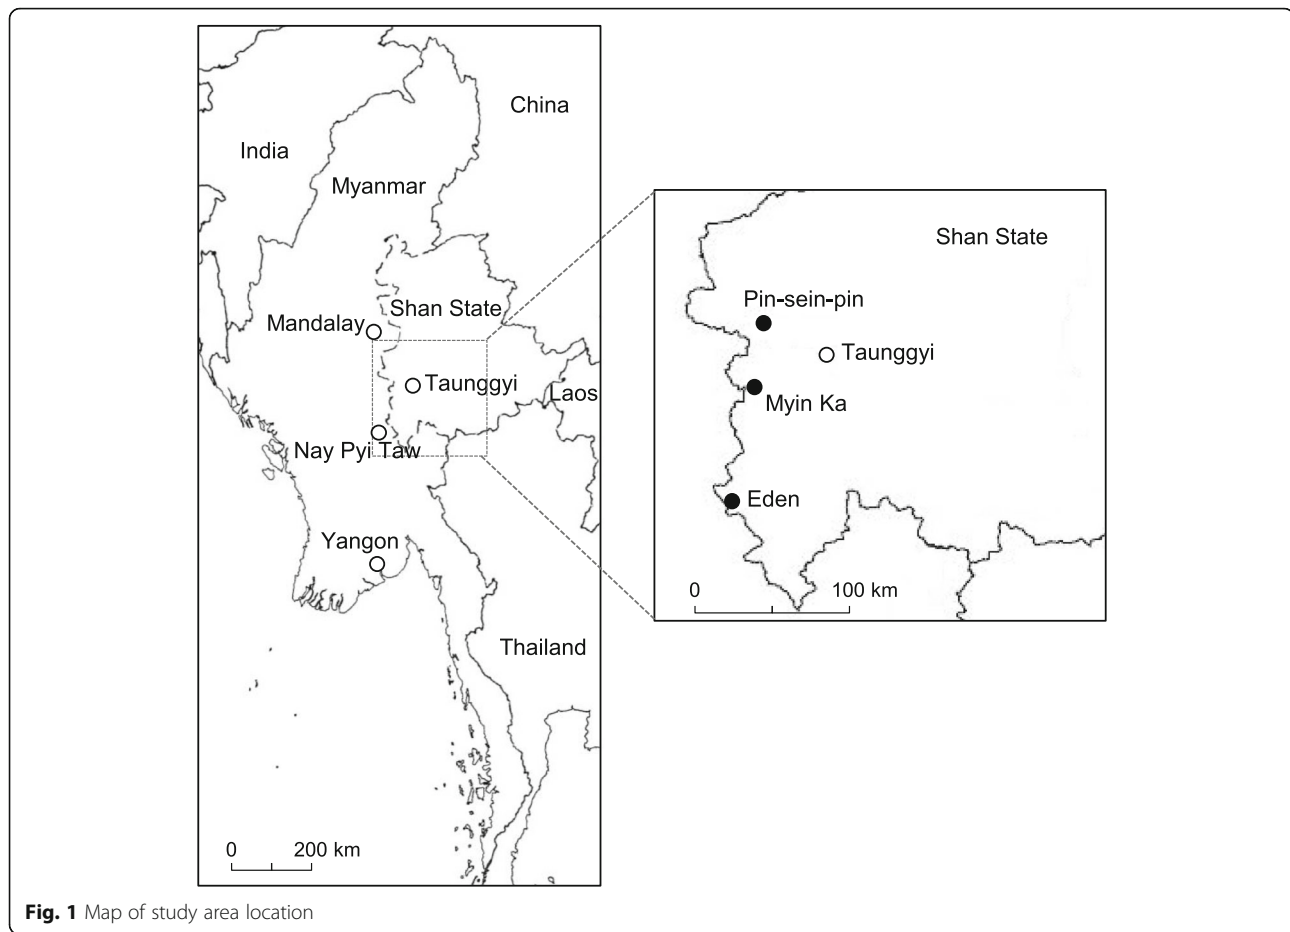 China
India
Myanmar
Shan State
Mandalay
Taunggyi
Laos
Nay Pyi Taw
Yangon
Thailand
0 200 km
Shan State
Pin-sein-pin
Taunggyi
Myin Ka
Eden
0 100 km
Fig. 1 Map of study area location